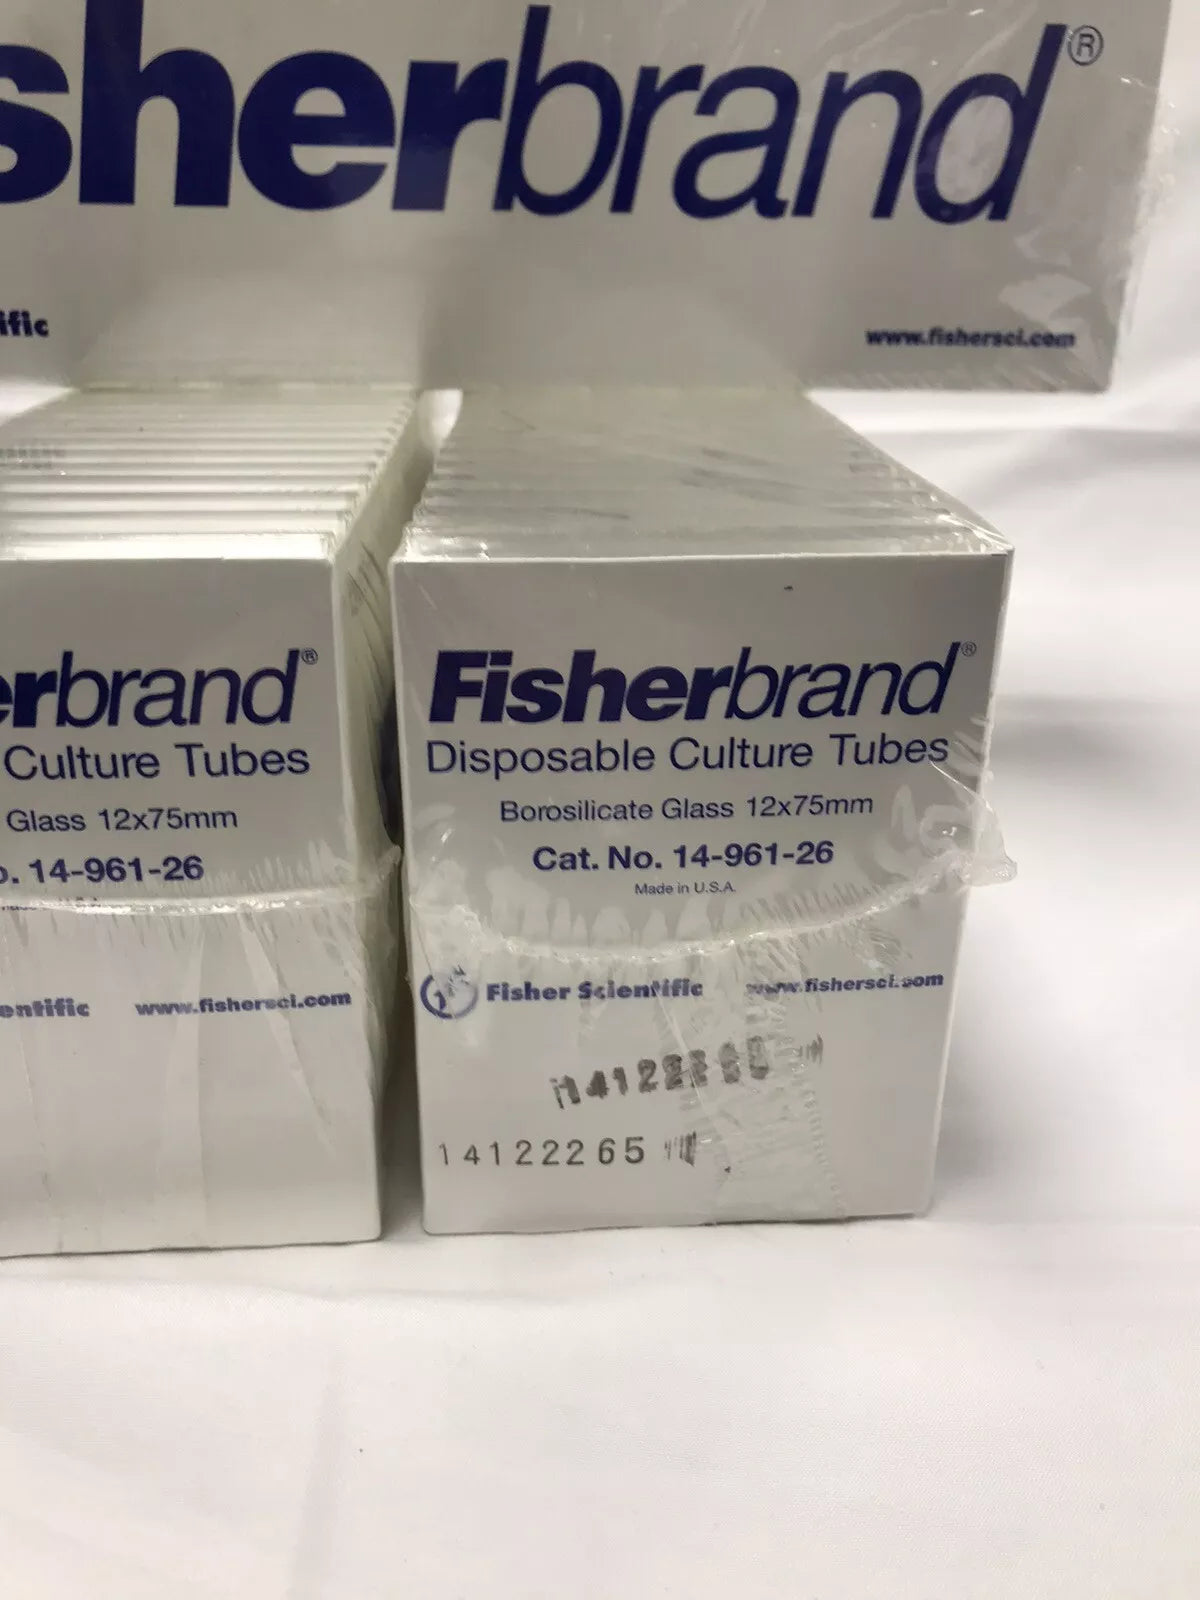 sherbrand®
ific
www.fishersci.com
erbrand®
Culture Tubes
Glass 12x75mm
o. 14-961-26
entific www.fishersci.com
Fisherbrand®
Disposable Culture Tubes
Borosilicate Glass 12x75mm
Cat. No. 14-961-26
Made in U.S.A.
Fisher Scientific www.fishersci.com
14122265